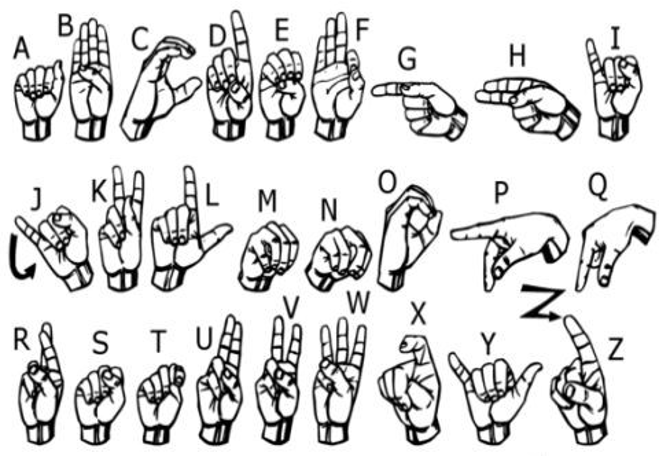 A B C D E F G H I
J K L M N O P Q
R S T U V W X Y Z